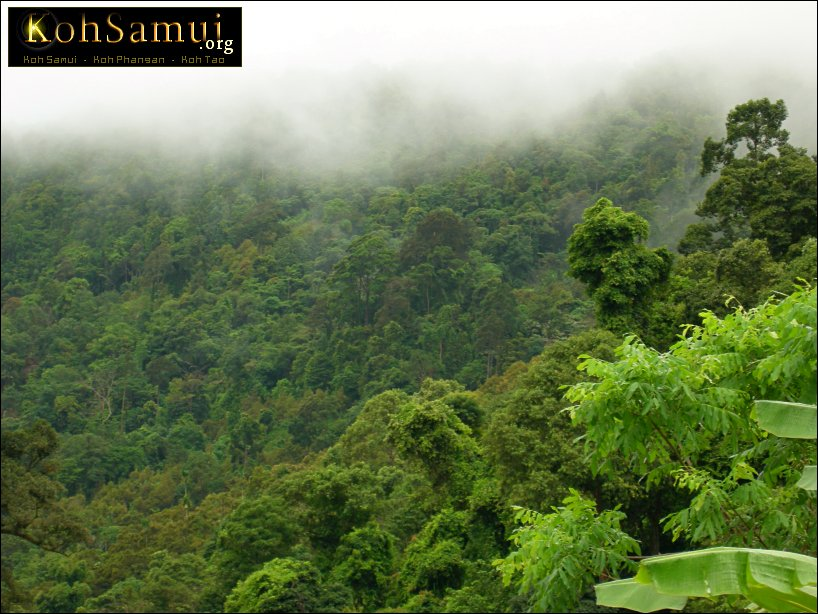 KohSamui
.org
Koh Samui - Koh Phangan - Koh Tao